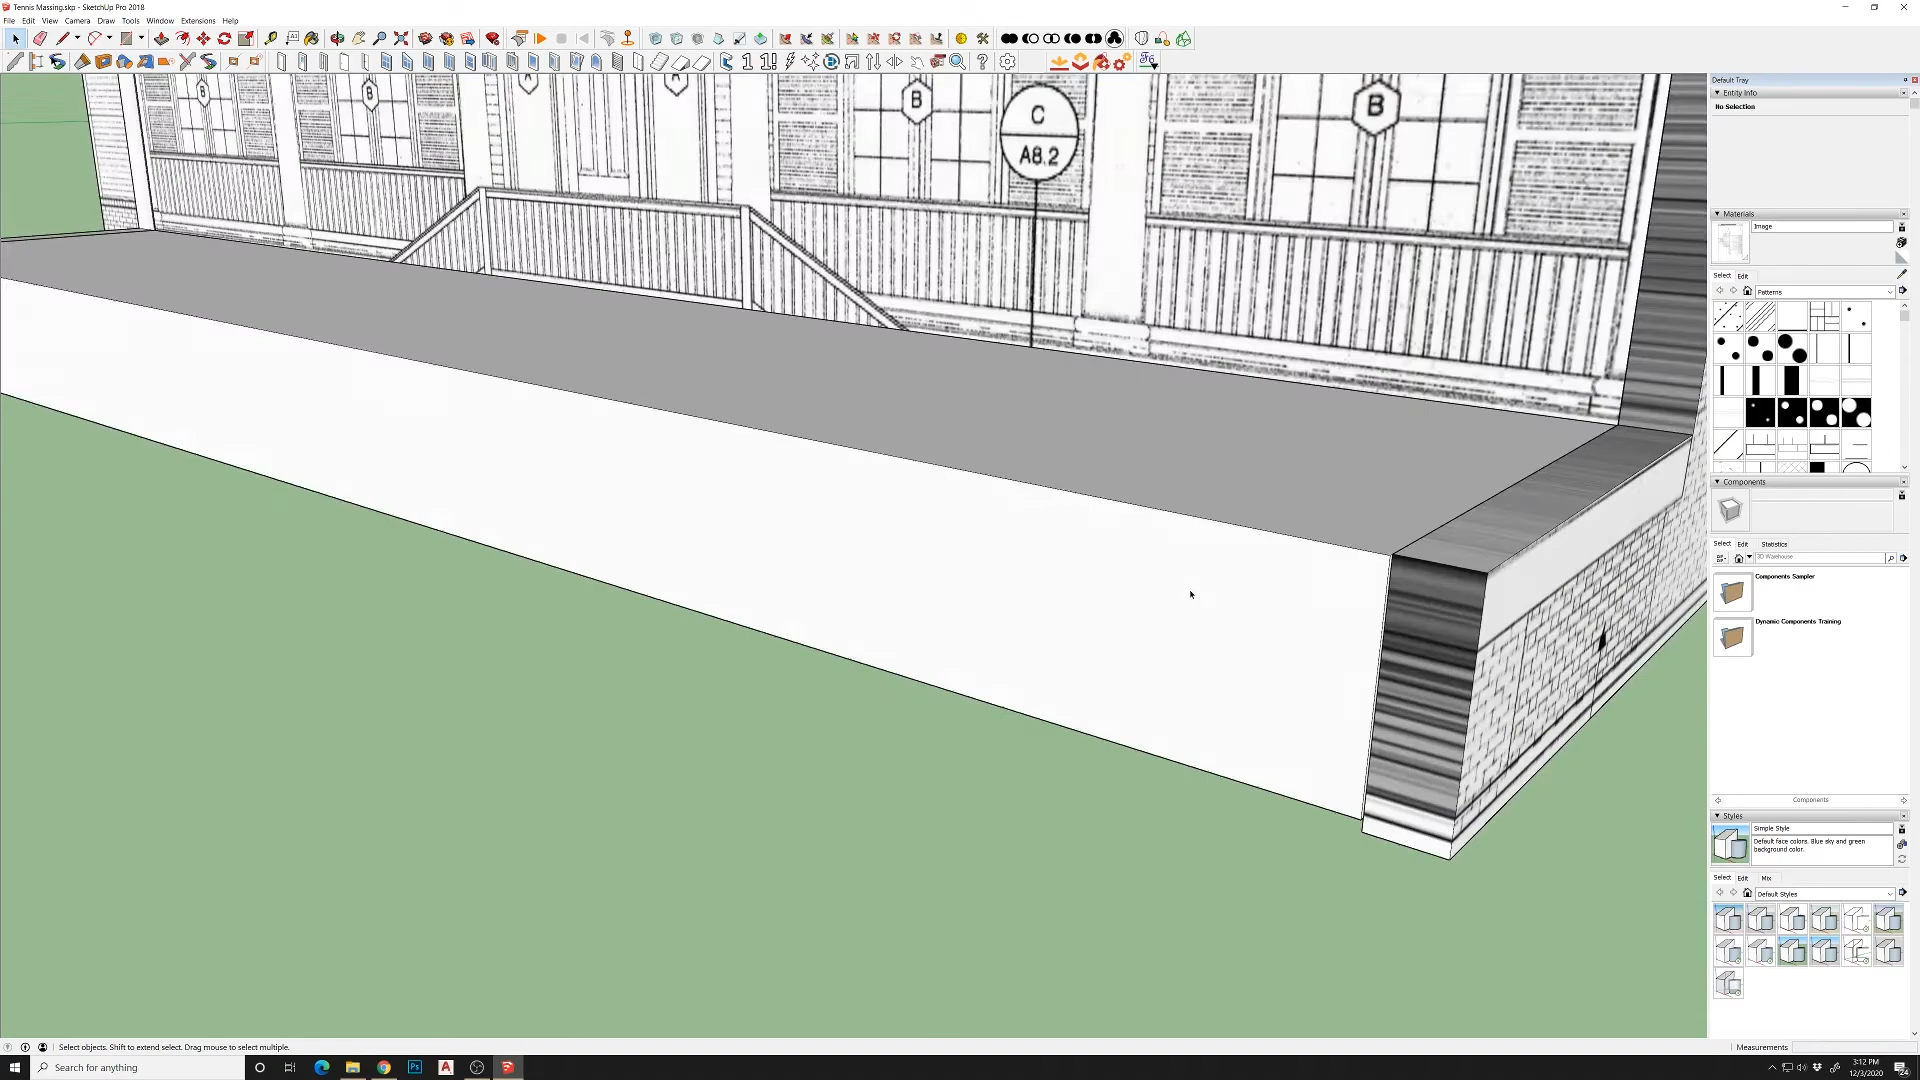 Tennis Massing.skp - SketchUp Pro 2018
File Edit View Camera Draw Tools Window Extensions Help
Default Tray
Entity Info
No Selection
B
B
A
A
B
C
A8.2
B
Materials
Image
Select Edit
Patterns
Components
Select Edit Statistics
3D Warehouse
Components Sampler
Dynamic Components Training
Components
Styles
Simple Style
Default face colors. Blue sky and green
background color.
Select Edit Mix
Default Styles
Select objects. Shift to extend select. Drag mouse to select multiple.
Measurements
Search for anything
3:12 PM
12/3/2020
24